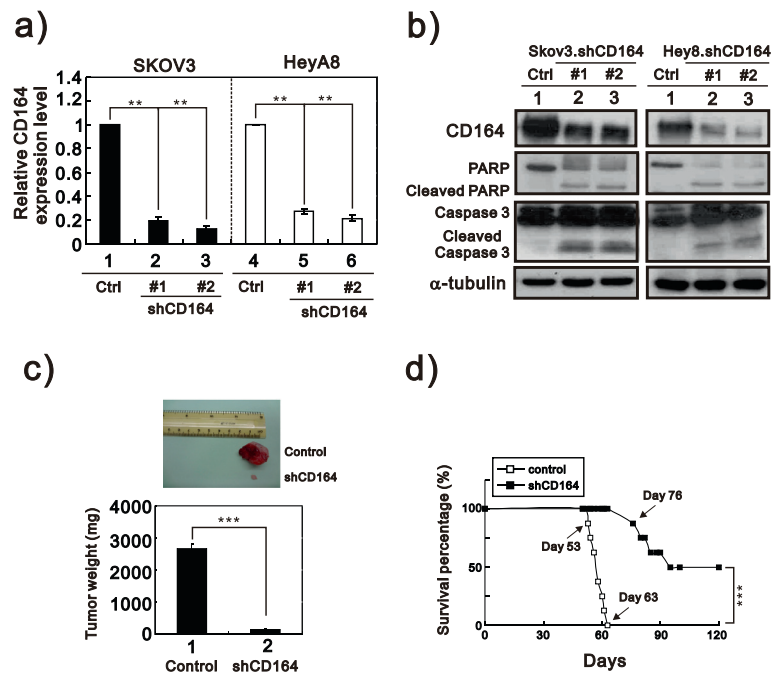 a)
SKOV3 HeyA8
Relative CD164
expression level
1.4
1.2
1
0.8
0.6
0.4
0.2
0
** ** ** **
1 2 3 4 5 6
Ctrl #1 #2 Ctrl #1 #2
shCD164 shCD164
b)
Skov3.shCD164 Hey8.shCD164
Ctrl #1 #2 Ctrl #1 #2
1 2 3 1 2 3
CD164
PARP
Cleaved PARP
Caspase 3
Cleaved
Caspase 3
α-tubulin
c)
Control
shCD164
Tumor weight (mg)
4000
3000
2000
1000
0
***
1 2
Control shCD164
d)
control
shCD164
Survival percentage (%)
100
50
0
Day 53
Day 63
Day 76
***
0 30 60 90 120
Days